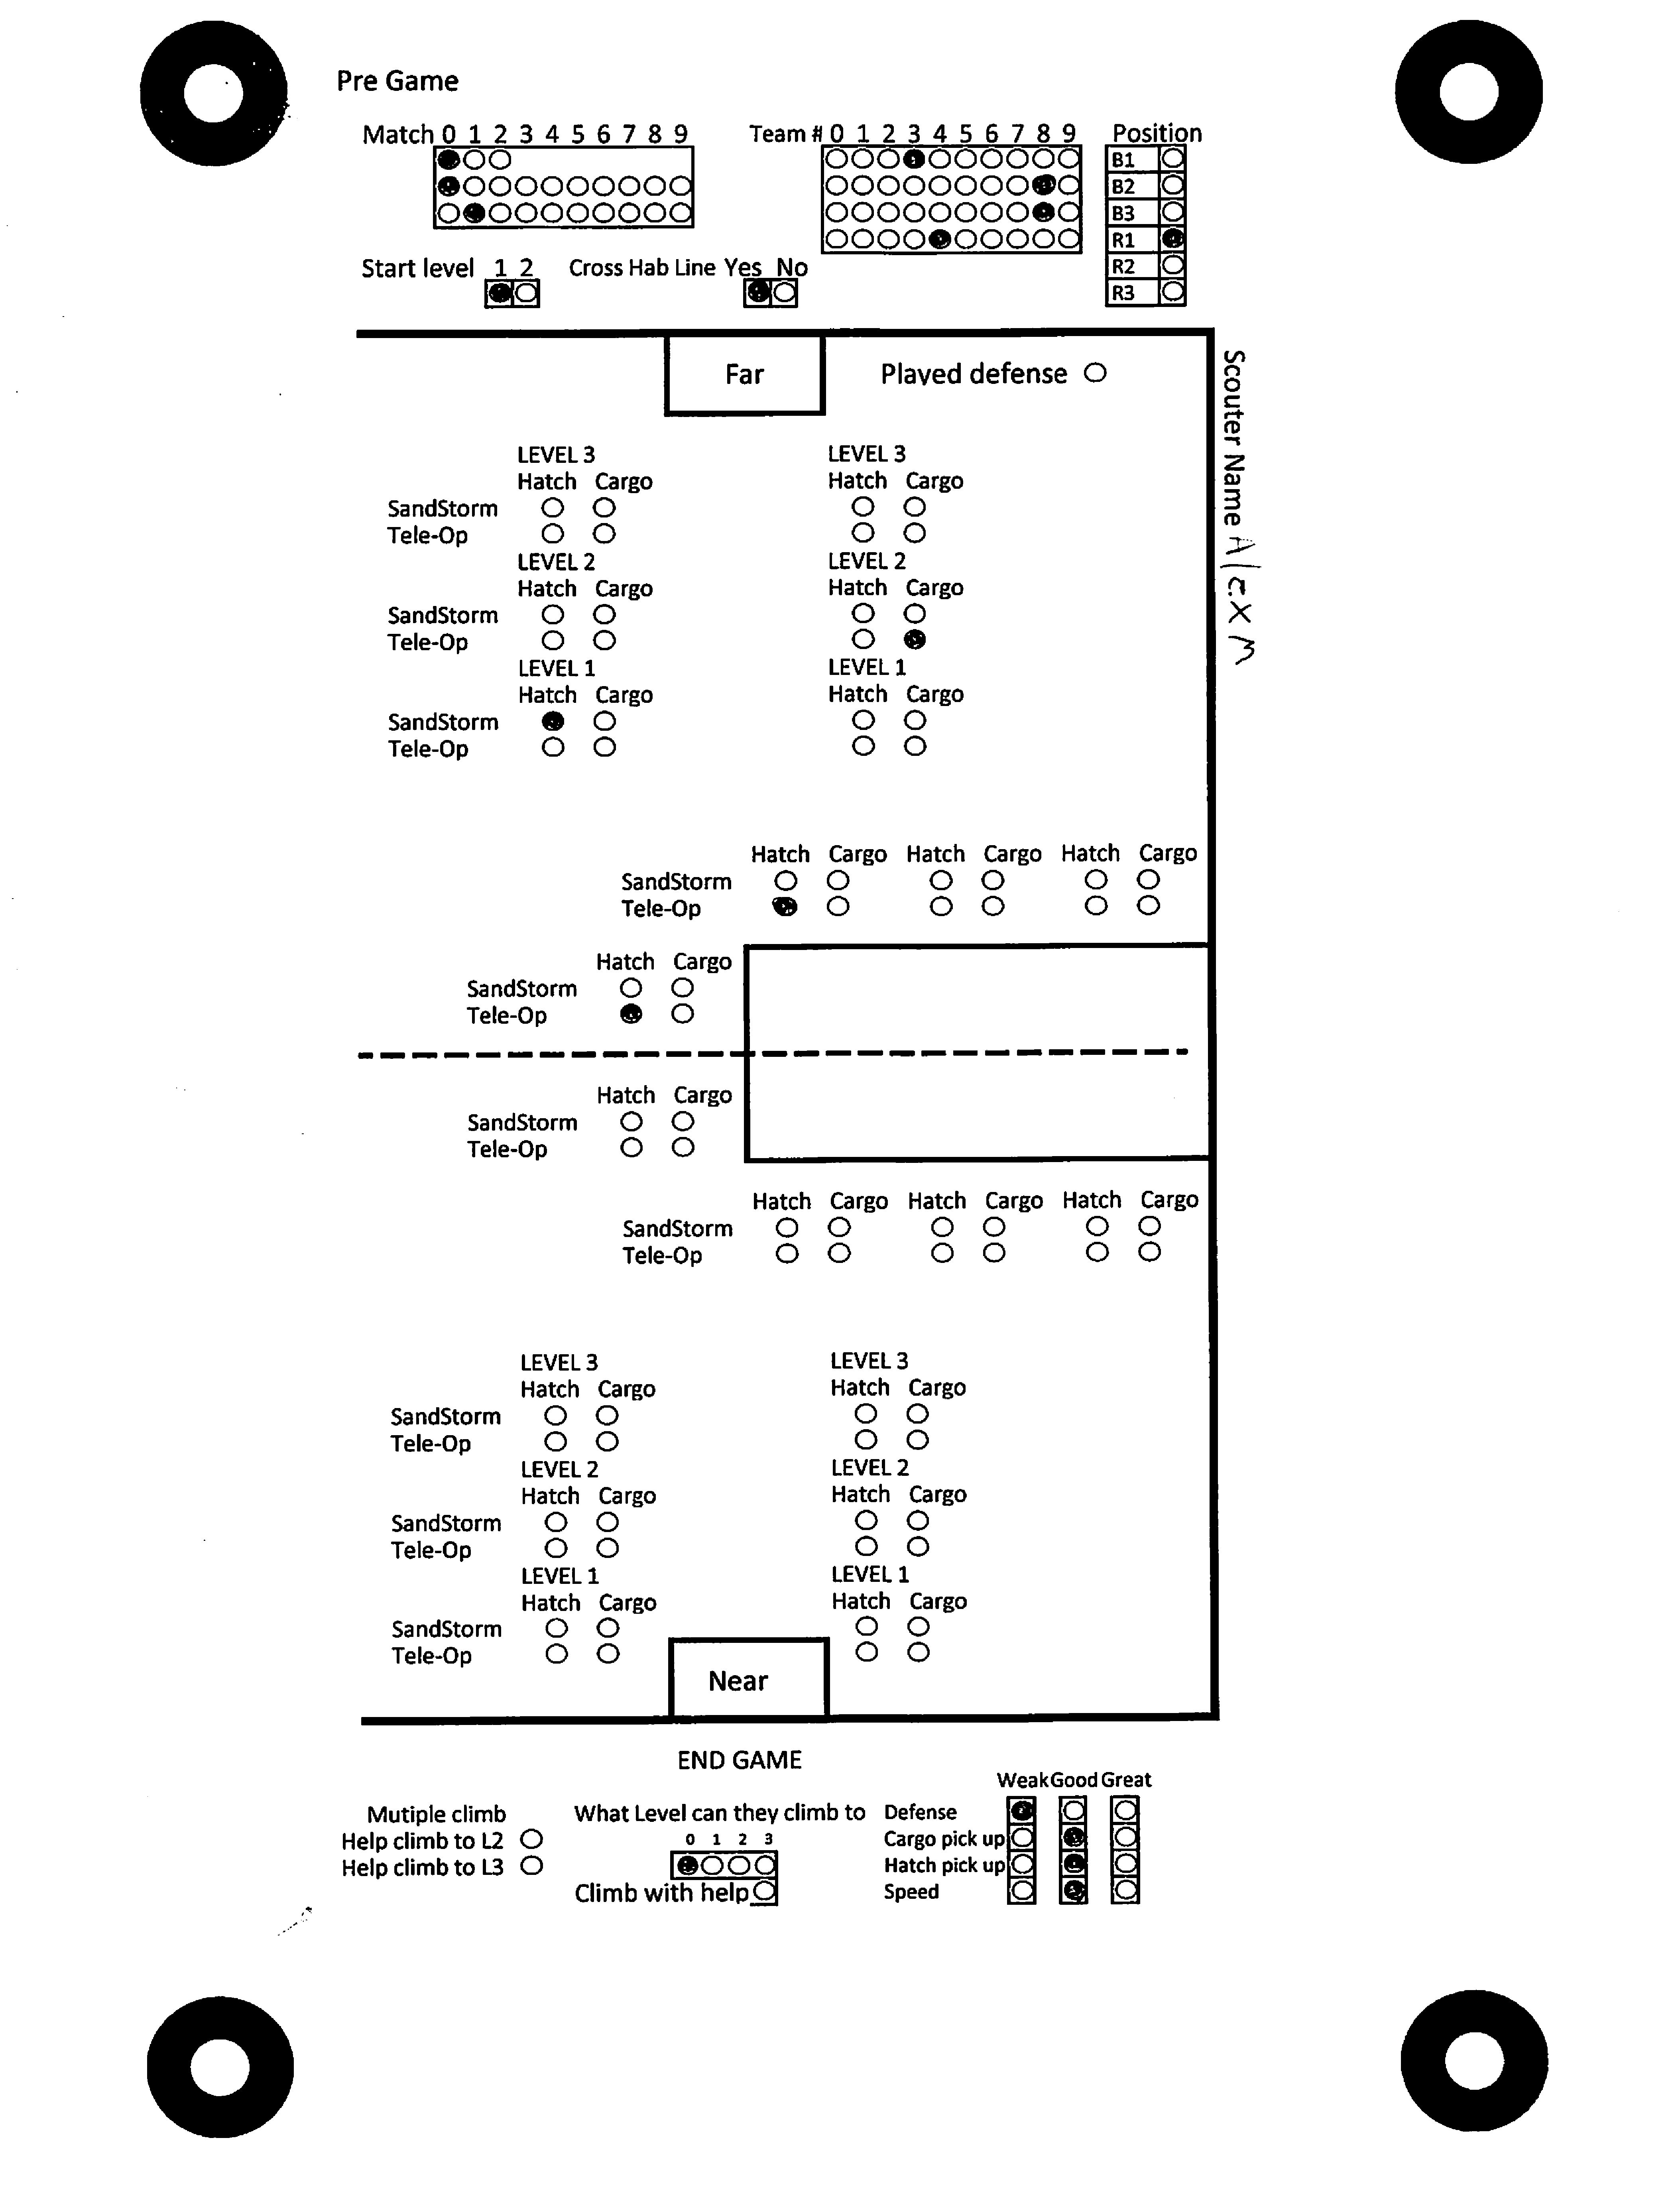 Pre Game
Match 0 1 2 3 4 5 6 7 8 9
Team # 0 1 2 3 4 5 6 7 8 9
Position
B1
B2
B3
R1
R2
R3
Start level 1 2
Cross Hab Line Yes No
Far
Played defense
Scouter Name Alex M
LEVEL 3 LEVEL 3
Hatch Cargo Hatch Cargo
SandStorm
Tele-Op
LEVEL 2 LEVEL 2
Hatch Cargo Hatch Cargo
SandStorm
Tele-Op
LEVEL 1 LEVEL 1
Hatch Cargo Hatch Cargo
SandStorm
Tele-Op
Hatch Cargo Hatch Cargo Hatch Cargo
SandStorm
Tele-Op
Hatch Cargo
SandStorm
Tele-Op
Hatch Cargo
SandStorm
Tele-Op
Hatch Cargo Hatch Cargo Hatch Cargo
SandStorm
Tele-Op
LEVEL 3 LEVEL 3
Hatch Cargo Hatch Cargo
SandStorm
Tele-Op
LEVEL 2 LEVEL 2
Hatch Cargo Hatch Cargo
SandStorm
Tele-Op
LEVEL 1 LEVEL 1
Hatch Cargo Hatch Cargo
SandStorm
Tele-Op
Near
END GAME
Mutiple climb
Help climb to L2
Help climb to L3
What Level can they climb to
0 1 2 3
Climb with help
Weak Good Great
Defense
Cargo pick up
Hatch pick up
Speed